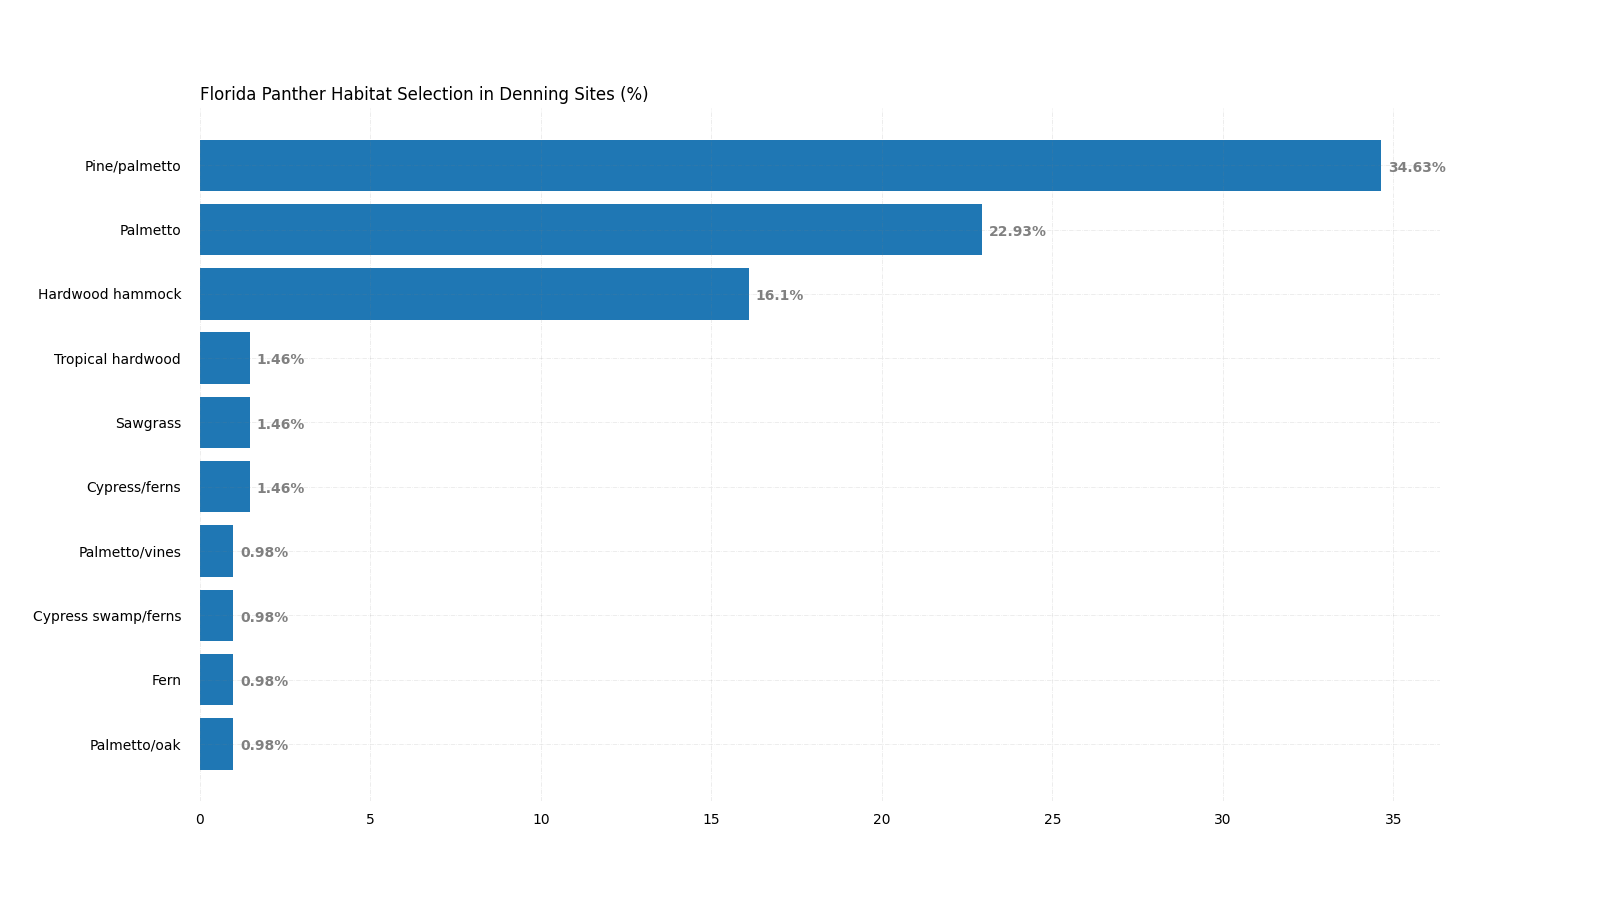 Florida Panther Habitat Selection in Denning Sites (%)
Pine/palmetto 34.63%
Palmetto 22.93%
Hardwood hammock 16.1%
Tropical hardwood 1.46%
Sawgrass 1.46%
Cypress/ferns 1.46%
Palmetto/vines 0.98%
Cypress swamp/ferns 0.98%
Fern 0.98%
Palmetto/oak 0.98%
0 5 10 15 20 25 30 35